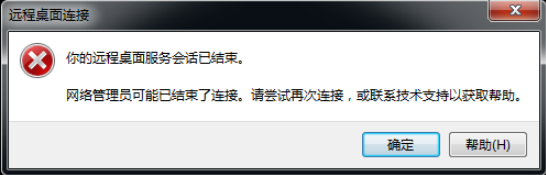 远程桌面连接
你的远程桌面服务会话已结束。
网络管理员可能已结束了连接。请尝试再次连接，或联系技术支持以获取帮助。
确定 帮助(H)